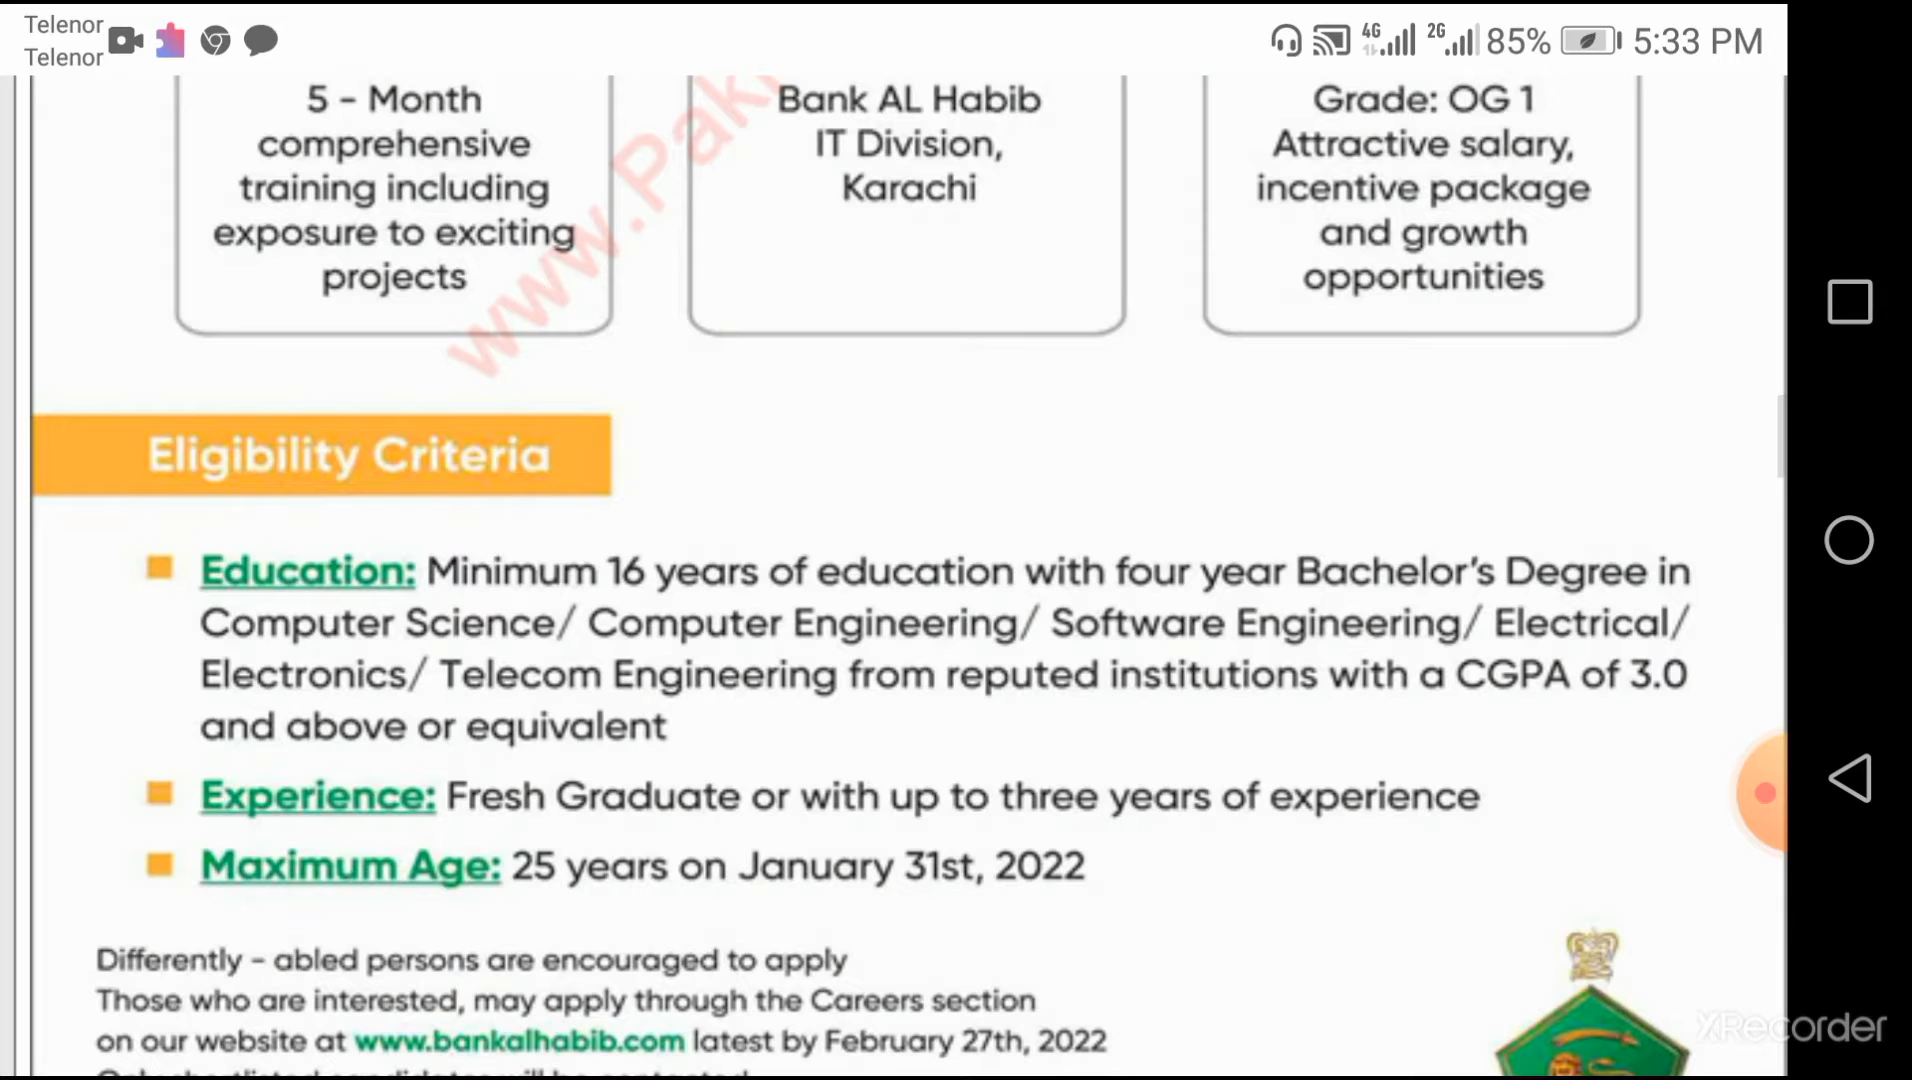 Telenor
Telenor
4G
2G
85%
5:33 PM
5 - Month
comprehensive
training including
exposure to exciting
projects
Bank AL Habib
IT Division,
Karachi
Grade: OG 1
Attractive salary,
incentive package
and growth
opportunities
www.Pak
Eligibility Criteria
Education: Minimum 16 years of education with four year Bachelor's Degree in
Computer Science/ Computer Engineering/ Software Engineering/ Electrical/
Electronics/ Telecom Engineering from reputed institutions with a CGPA of 3.0
and above or equivalent
Experience: Fresh Graduate or with up to three years of experience
Maximum Age: 25 years on January 31st, 2022
Differently - abled persons are encouraged to apply
Those who are interested, may apply through the Careers section
on our website at www.bankalhabib.com latest by February 27th, 2022
XRecorder